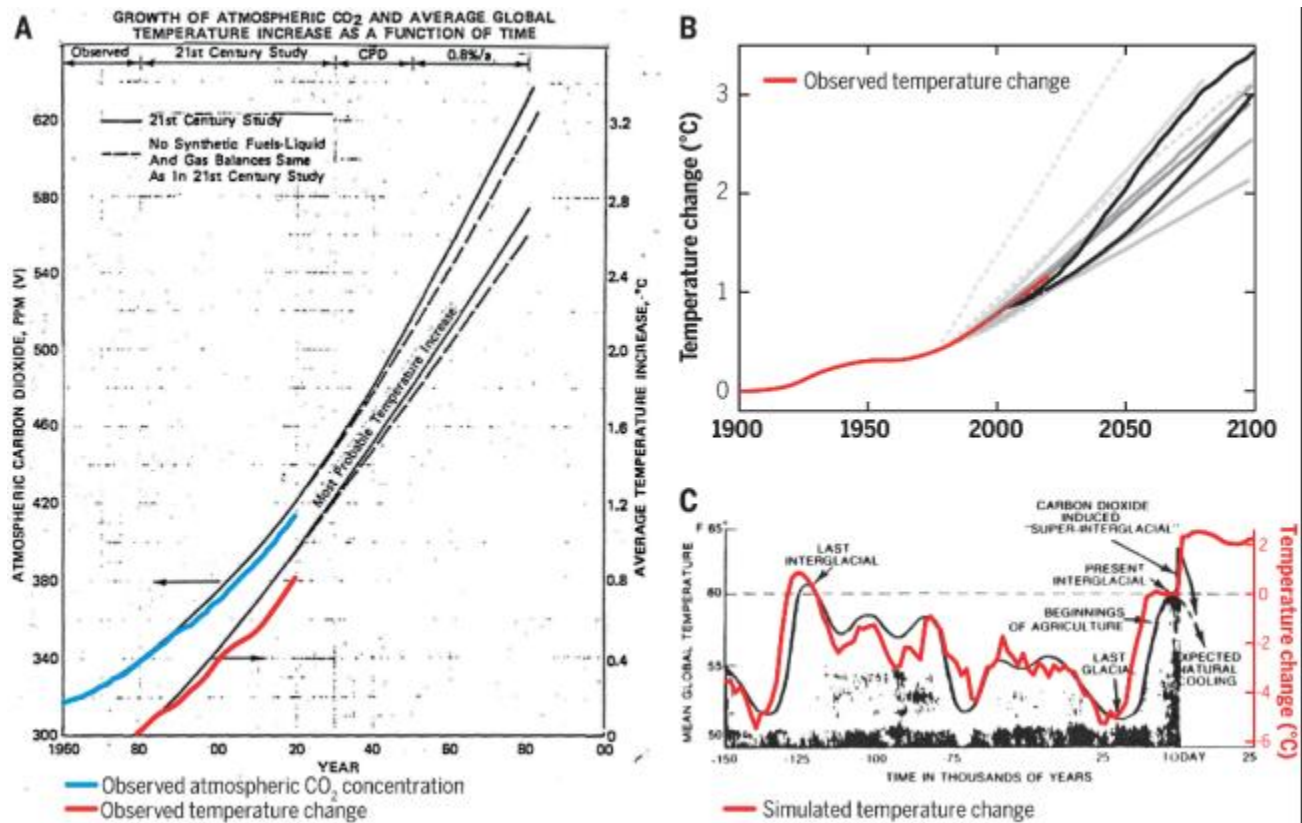 A
GROWTH OF ATMOSPHERIC CO2 AND AVERAGE GLOBAL
TEMPERATURE INCREASE AS A FUNCTION OF TIME
Observed 21st Century Study CPD 0.8%/a
21st Century Study
No Synthetic Fuels-Liquid
And Gas Balances Same
As In 21st Century Study
Most Probable Temperature Increase
ATMOSPHERIC CARBON DIOXIDE, PPM (V)
620
580
540
500
460
420
380
340
300
AVERAGE TEMPERATURE INCREASE, °C
3.2
2.8
2.4
2.0
1.6
1.2
0.8
0.4
0
1960 80 00 20 40 60 80 00
YEAR
Observed atmospheric CO2 concentration
Observed temperature change
B
Observed temperature change
Temperature change (°C)
3
2
1
0
1900 1950 2000 2050 2100
C
F
MEAN GLOBAL TEMPERATURE
65°
60
55
50
LAST
INTERGLACIAL
CARBON DIOXIDE
INDUCED
"SUPER-INTERGLACIAL"
PRESENT
INTERGLACIAL
BEGINNINGS
OF AGRICULTURE
LAST
GLACIAL
EXPECTED
NATURAL
COOLING
Temperature change (°C)
2
0
-2
-4
-6
-150 -125 -100 -75 -50 25 TODAY 25
TIME IN THOUSANDS OF YEARS
Simulated temperature change